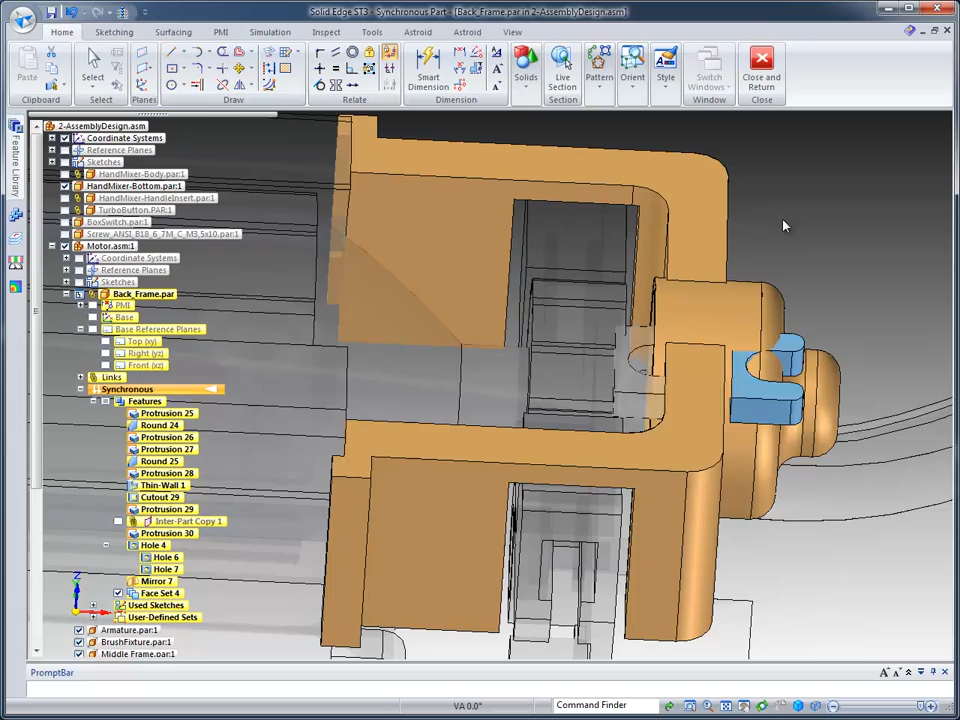 Solid Edge ST3 - Synchronous Part - [Back_Frame.par in 2-AssemblyDesign.asm]
Home Sketching Surfacing PMI Simulation Inspect Tools Astroid Astroid View
Paste Select Smart Dimension Solids Live Section Pattern Orient Style Switch Windows Close and Return
Clipboard Select Planes Draw Relate Dimension Section Window Close
Feature Library
2-AssemblyDesign.asm
Coordinate Systems
Reference Planes
Sketches
HandMixer-Body.par:1
HandMixer-Bottom.par:1
HandMixer-HandleInsert.par:1
TurboButton.PAR:1
BoxSwitch.par:1
Screw_ANSI_B18_6_7M_C_M3,5x10.par:1
Motor.asm:1
Coordinate Systems
Reference Planes
Sketches
Back_Frame.par
PMI
Base
Base Reference Planes
Top (xy)
Right (yz)
Front (xz)
Links
Synchronous
Features
Protrusion 25
Round 24
Protrusion 26
Protrusion 27
Round 25
Protrusion 28
Thin-Wall 1
Cutout 29
Protrusion 29
Inter-Part Copy 1
Protrusion 30
Hole 4
Hole 6
Hole 7
Mirror 7
Face Set 4
Used Sketches
User-Defined Sets
Armature.par:1
BrushFixture.par:1
Middle Frame.par:1
Z
PromptBar
VA 0.0° Command Finder